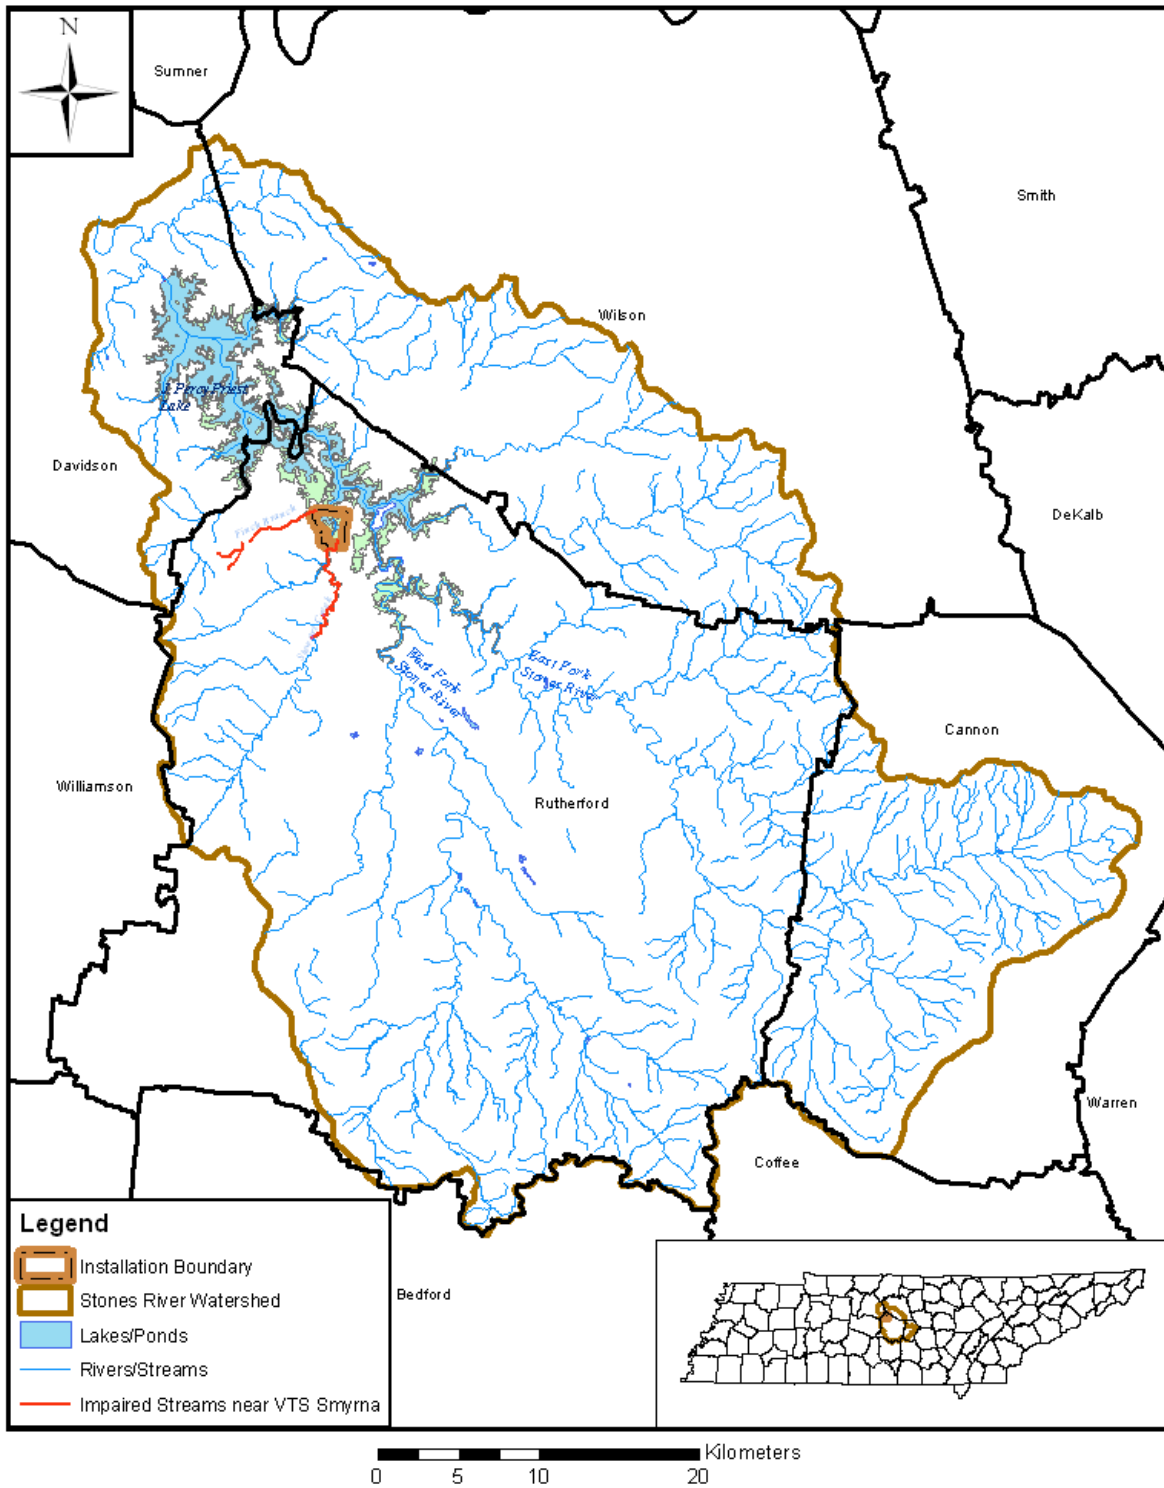 N
Sumner
Smith
Wilson
J. Percy Priest
Lake
Davidson
DeKalb
Finch Branch
East Fork
Stones River
West Fork
Stones River
Cannon
Williamson
Rutherford
Warren
Coffee
Bedford
Legend
Installation Boundary
Stones River Watershed
Lakes/Ponds
Rivers/Streams
Impaired Streams near VTS Smyrna
Kilometers
0 5 10 20